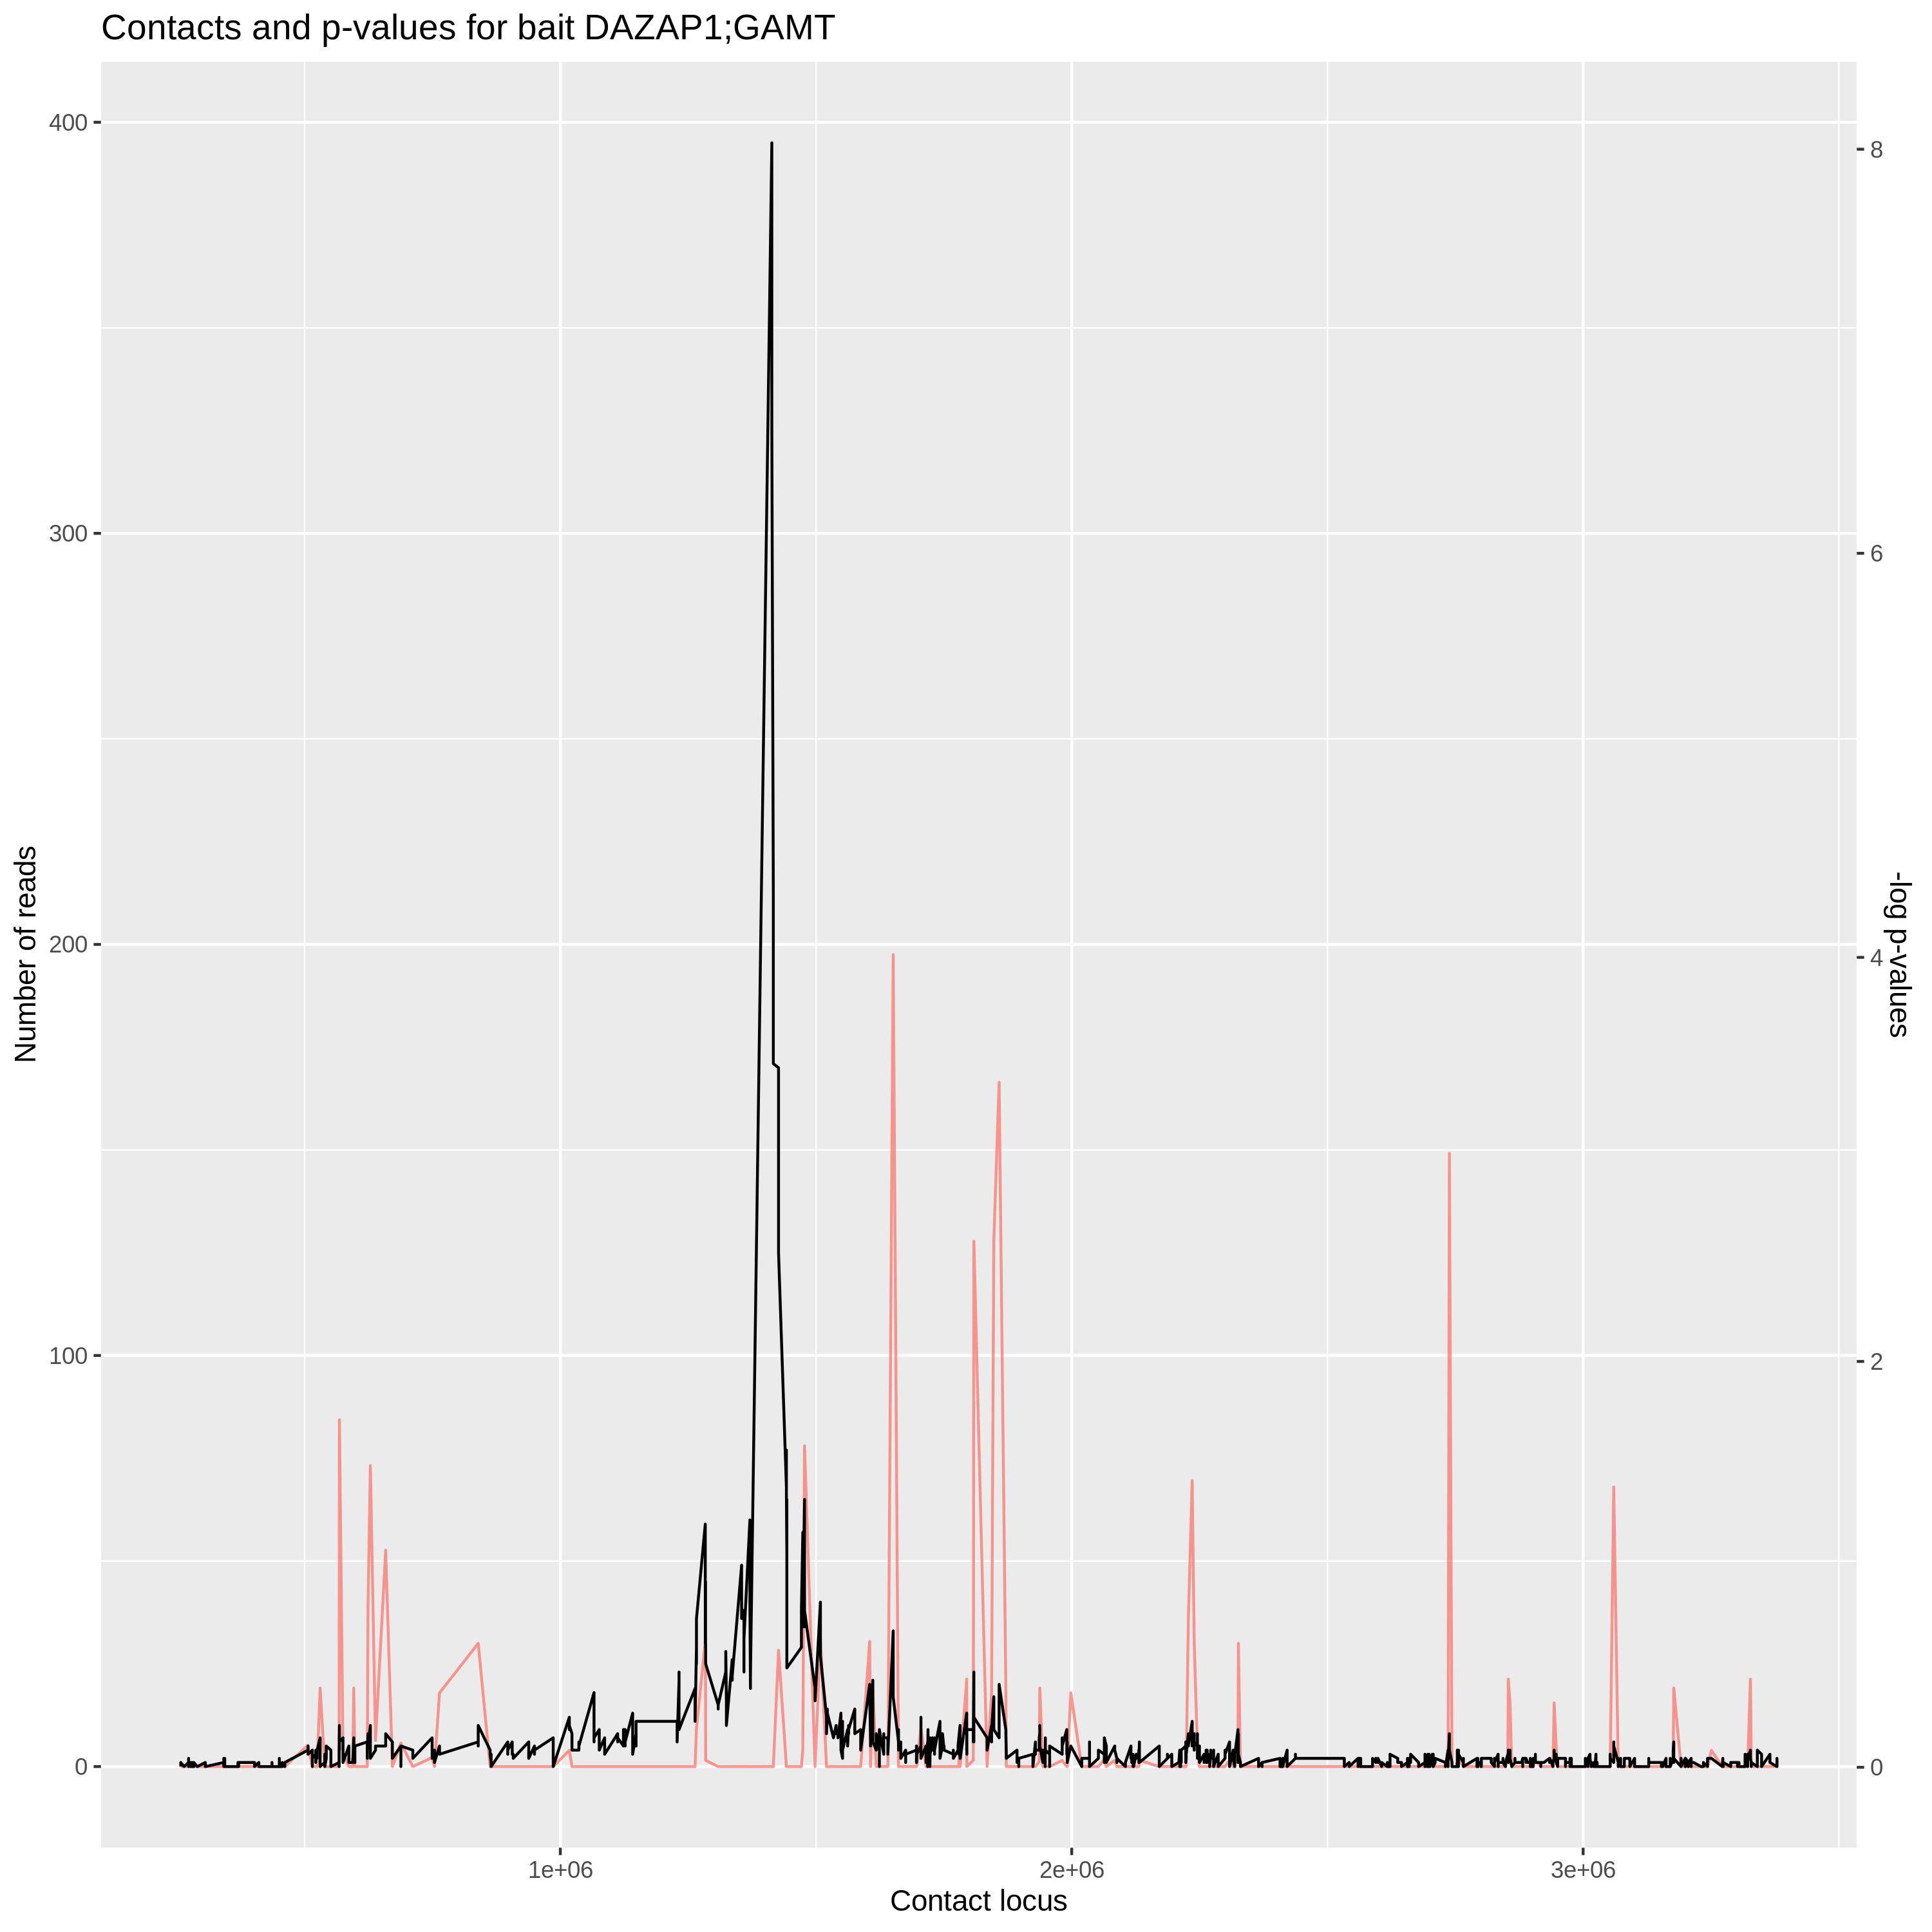 Contacts and p-values for bait DAZAP1;GAMT
400
300
200
100
0
Number of reads
8
6
4
2
0
-log p-values
1e+06
2e+06
3e+06
Contact locus